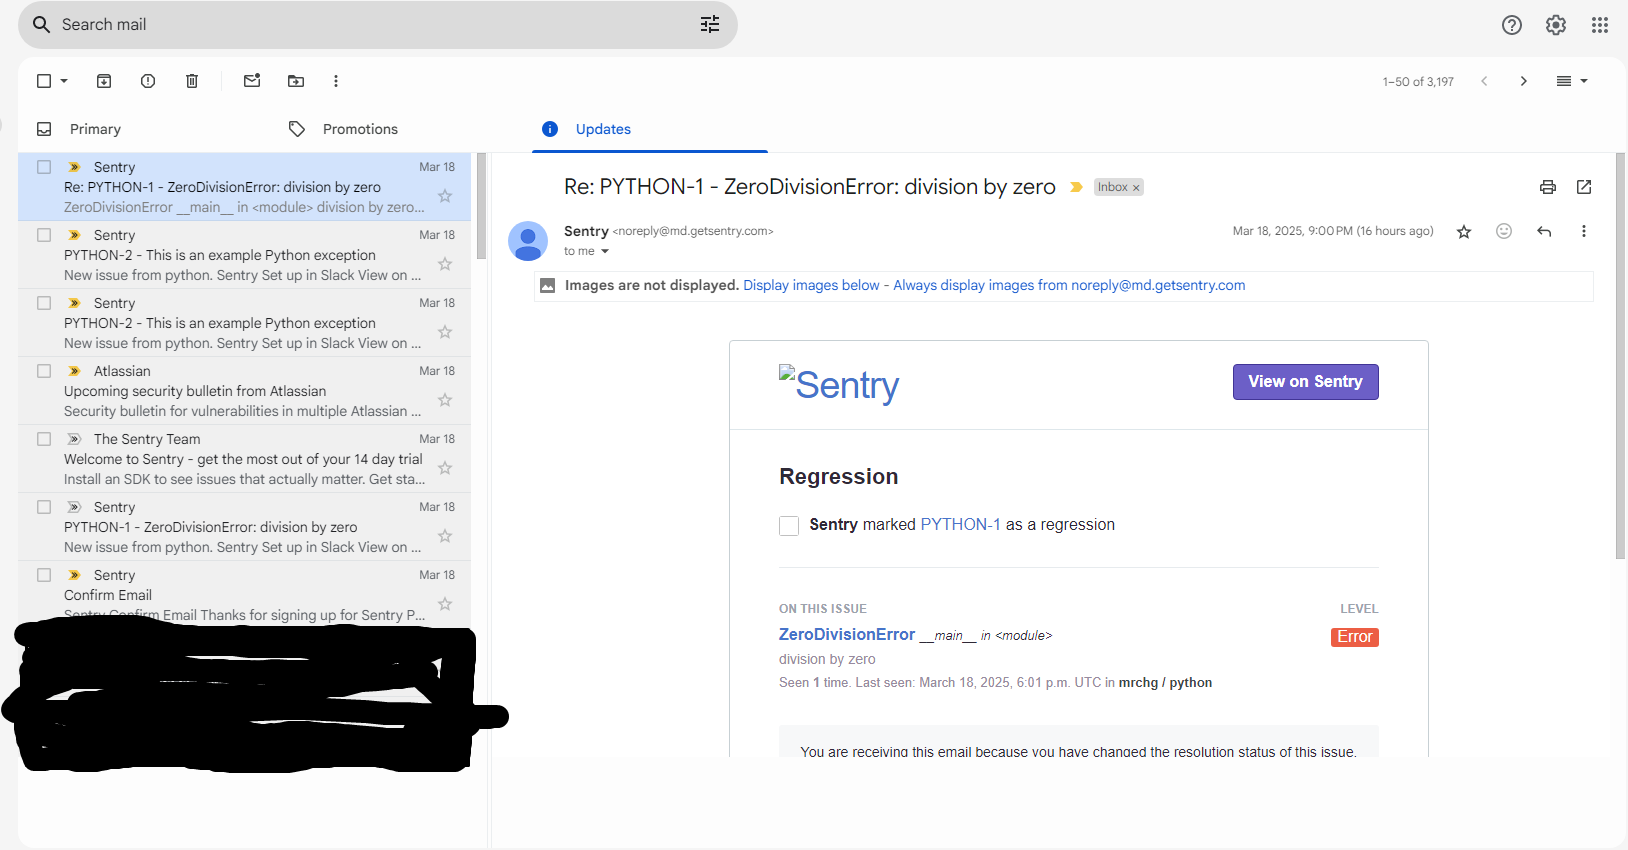 Search mail
1–50 of 3,197
Primary
Promotions
Updates
Sentry
Mar 18
Re: PYTHON-1 - ZeroDivisionError: division by zero
ZeroDivisionError __main__ in <module> division by zero...
Sentry
Mar 18
PYTHON-2 - This is an example Python exception
New issue from python. Sentry Set up in Slack View on ...
Sentry
Mar 18
PYTHON-2 - This is an example Python exception
New issue from python. Sentry Set up in Slack View on ...
Atlassian
Mar 18
Upcoming security bulletin from Atlassian
Security bulletin for vulnerabilities in multiple Atlassian ...
The Sentry Team
Mar 18
Welcome to Sentry - get the most out of your 14 day trial
Install an SDK to see issues that actually matter. Get sta...
Sentry
Mar 18
PYTHON-1 - ZeroDivisionError: division by zero
New issue from python. Sentry Set up in Slack View on ...
Sentry
Mar 18
Confirm Email
Sentry Confirm Email Thanks for signing up for Sentry P...
Re: PYTHON-1 - ZeroDivisionError: division by zero
Inbox ×
Sentry <noreply@md.getsentry.com>
Mar 18, 2025, 9:00 PM (16 hours ago)
to me
Images are not displayed. Display images below - Always display images from noreply@md.getsentry.com
Sentry
View on Sentry
Regression
Sentry marked PYTHON-1 as a regression
ON THIS ISSUE
LEVEL
ZeroDivisionError __main__ in <module>
Error
division by zero
Seen 1 time. Last seen: March 18, 2025, 6:01 p.m. UTC in mrchg / python
You are receiving this email because you have changed the resolution status of this issue.